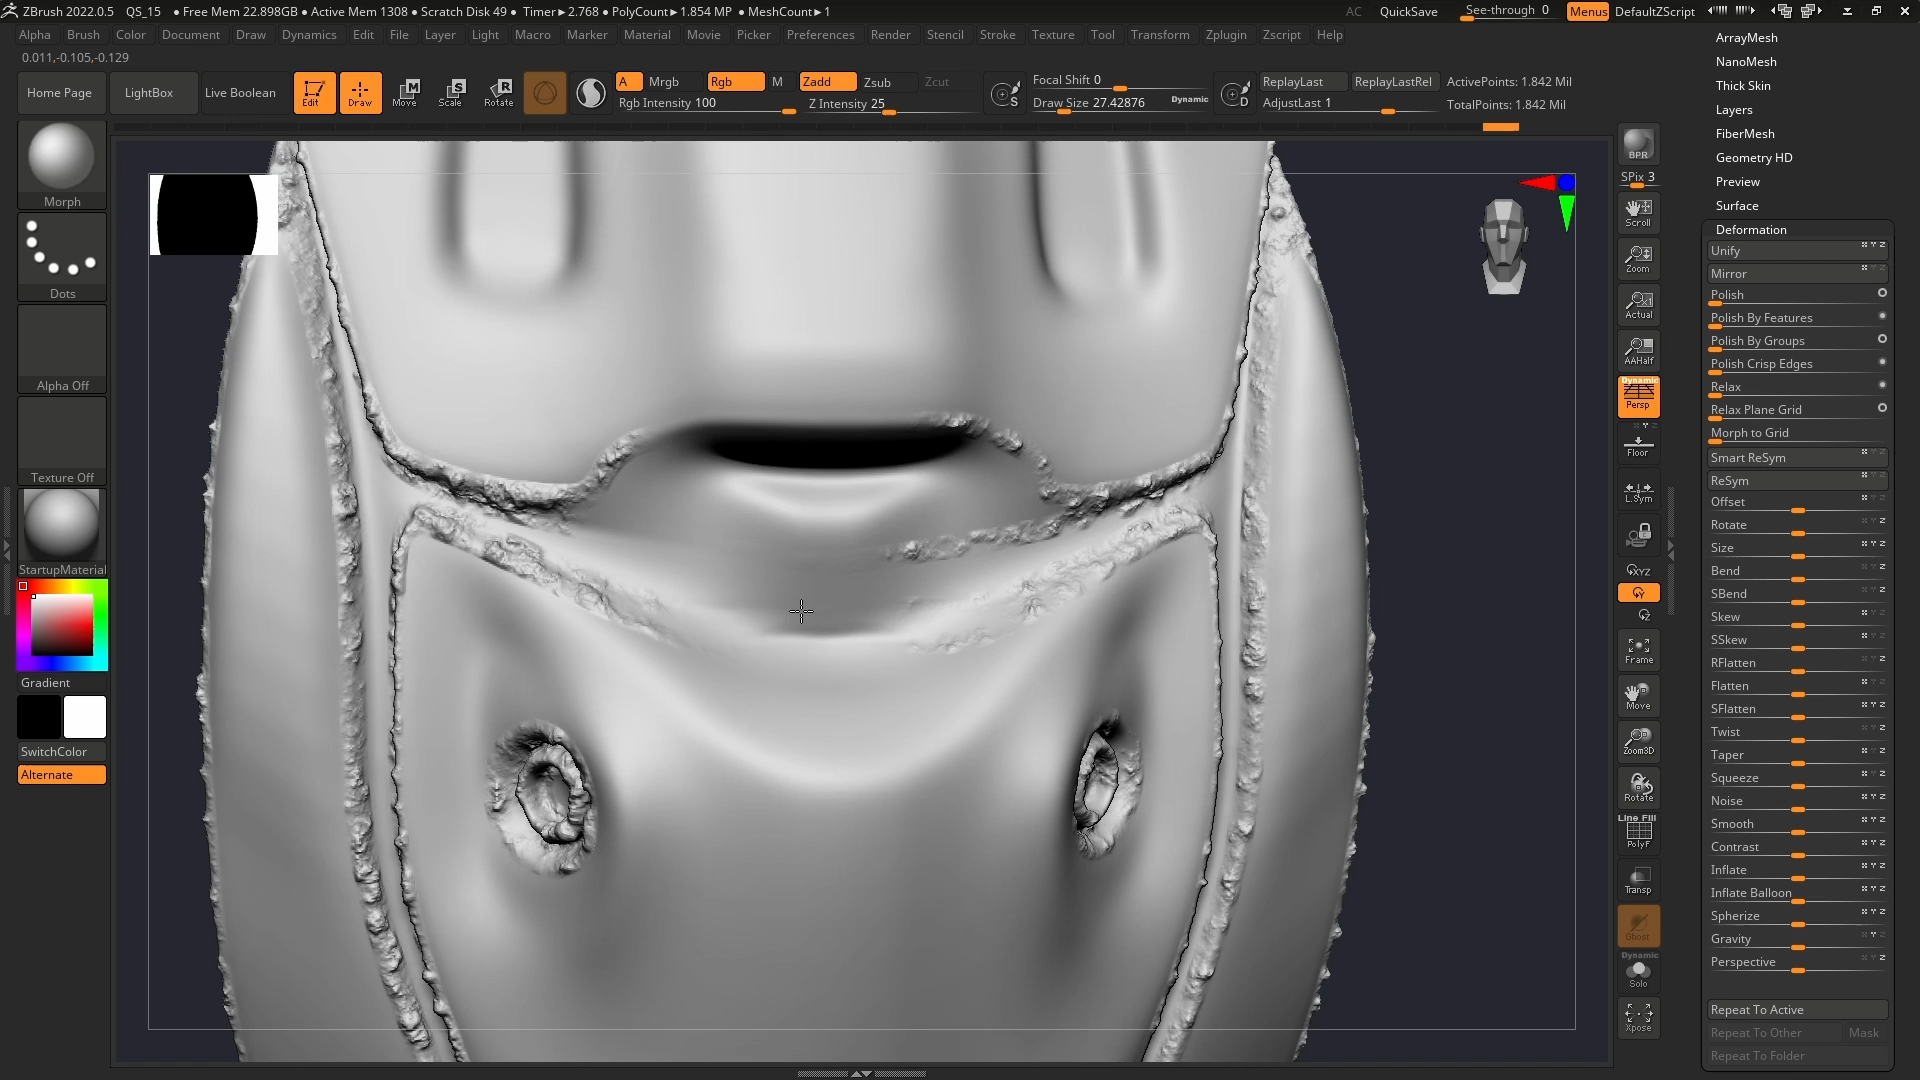 ZBrush 2022.0.5 QS_15 • Free Mem 22.898GB • Active Mem 1308 • Scratch Disk 49 • Timer▸2.768 • PolyCount▸1.854 MP • MeshCount▸1 AC QuickSave See-through 0 Menus DefaultZScript
Alpha Brush Color Document Draw Dynamics Edit File Layer Light Macro Marker Material Movie Picker Preferences Render Stencil Stroke Texture Tool Transform Zplugin Zscript Help
0.011,-0.105,-0.129
Home Page LightBox Live Boolean Edit Draw Move Scale Rotate
A Mrgb Rgb M Zadd Zsub Zcut
Rgb Intensity 100 Z Intensity 25
S Focal Shift 0
Draw Size 27.42876 Dynamic
D ReplayLast ReplayLastRel ActivePoints: 1.842 Mil
AdjustLast 1 TotalPoints: 1.842 Mil
Morph
Dots
Alpha Off
Texture Off
StartupMaterial
Gradient
SwitchColor
Alternate
BPR
SPix 3
Scroll
Zoom
Actual
AAHalf
Dynamic
Persp
Floor
L.Sym
XYZ
Y
Z
Frame
Move
Zoom3D
Rotate
Line Fill
PolyF
Transp
Ghost
Dynamic
Solo
Xpose
ArrayMesh
NanoMesh
Thick Skin
Layers
FiberMesh
Geometry HD
Preview
Surface
Deformation
Unify
Mirror
Polish
Polish By Features
Polish By Groups
Polish Crisp Edges
Relax
Relax Plane Grid
Morph to Grid
Smart ReSym
ReSym
Offset
Rotate
Size
Bend
SBend
Skew
SSkew
RFlatten
Flatten
SFlatten
Twist
Taper
Squeeze
Noise
Smooth
Contrast
Inflate
Inflate Balloon
Spherize
Gravity
Perspective
Repeat To Active
Repeat To Other Mask
Repeat To Folder